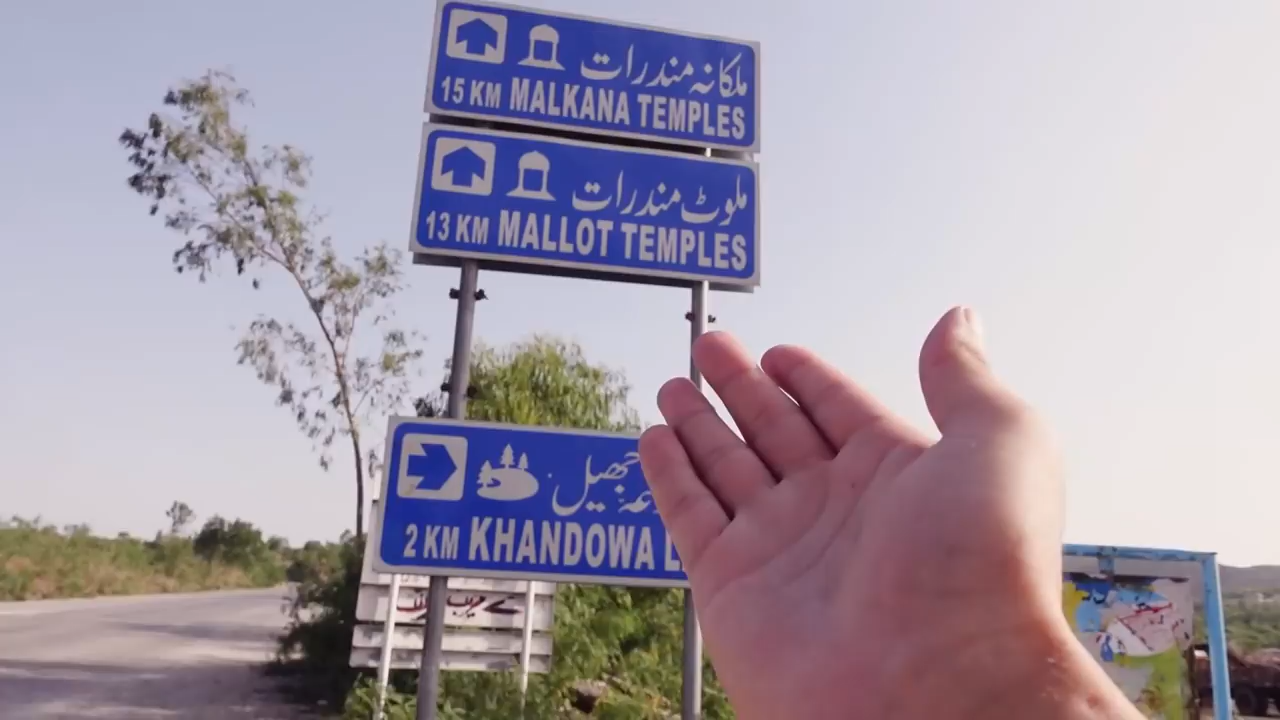 ملکانہ مندرات
15 KM MALKANA TEMPLES
ملوٹ مندرات
13 KM MALLOT TEMPLES
جھیل
2 KM KHANDOWA L